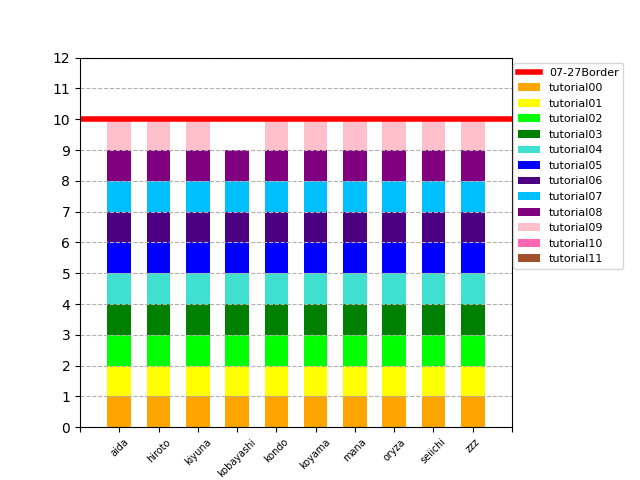 12
11
10
9
8
7
6
5
4
3
2
1
0
aida
hiroto
kiyuna
kobayashi
kondo
koyama
mana
oryza
seiichi
zzz
07-27Border
tutorial00
tutorial01
tutorial02
tutorial03
tutorial04
tutorial05
tutorial06
tutorial07
tutorial08
tutorial09
tutorial10
tutorial11